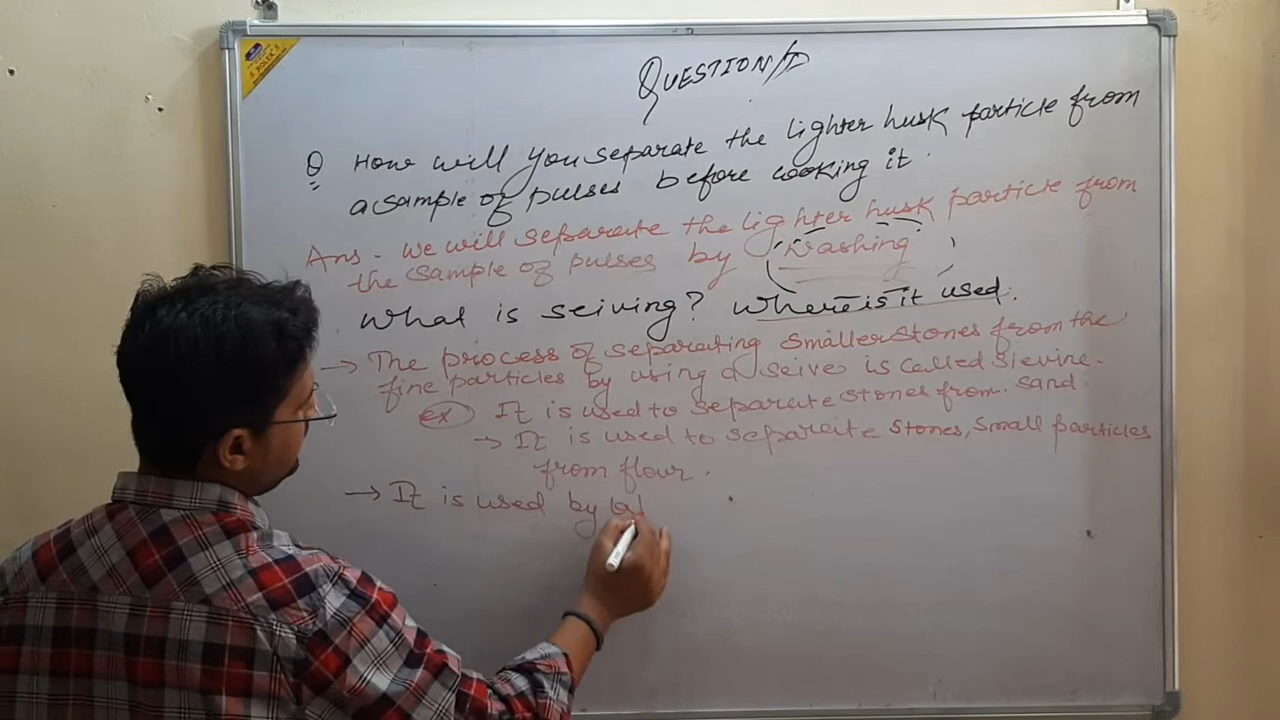 QUESTION
Q How will you separate the lighter husk particle from
a sample of pulses before cooking it.
Ans - we will separate the lighter husk particle from
the sample of pulses by washing
What is seiving? Where is it used.
→ The process of separating smaller stones from the
fine particles by using a seive is called Sieving.
ex It is used to separate stones from sand.
→ It is used to separate stones, small particles
from flour.
→ It is used by